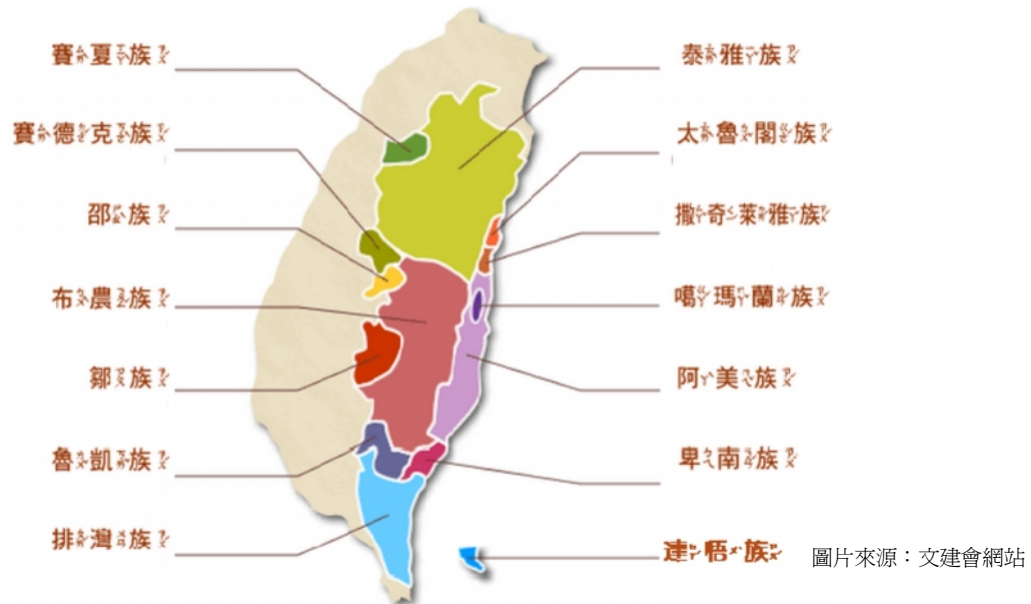 賽夏族
賽德克族
邵族
布農族
鄒族
魯凱族
排灣族
泰雅族
太魯閣族
撒奇萊雅族
噶瑪蘭族
阿美族
卑南族
達悟族
圖片來源：文建會網站